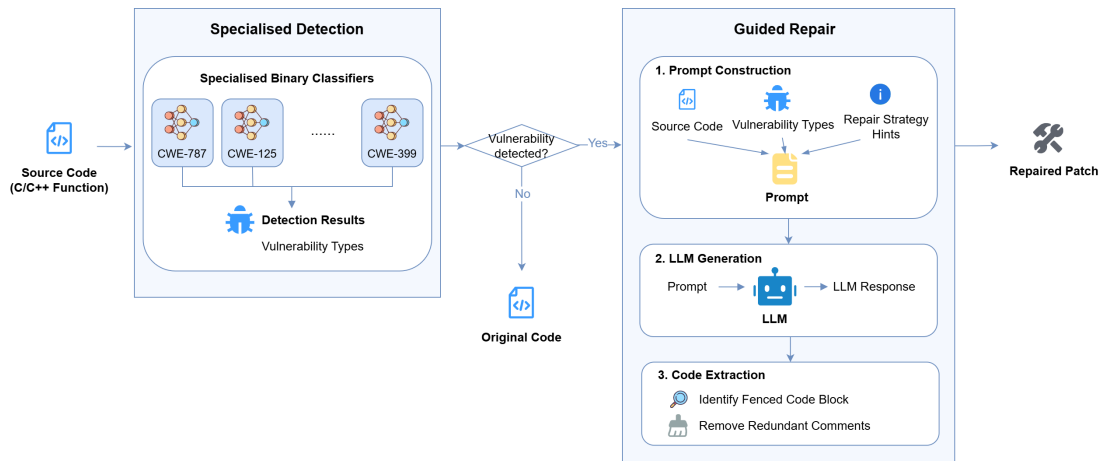 Source Code
(C/C++ Function)
Specialised Detection
Specialised Binary Classifiers
CWE-787
CWE-125
......
CWE-399
Detection Results
Vulnerability Types
Vulnerability
detected?
Yes
No
Original Code
Guided Repair
1. Prompt Construction
Source Code
Vulnerability Types
Repair Strategy
Hints
Prompt
2. LLM Generation
Prompt
LLM
LLM Response
3. Code Extraction
Identify Fenced Code Block
Remove Redundant Comments
Repaired Patch